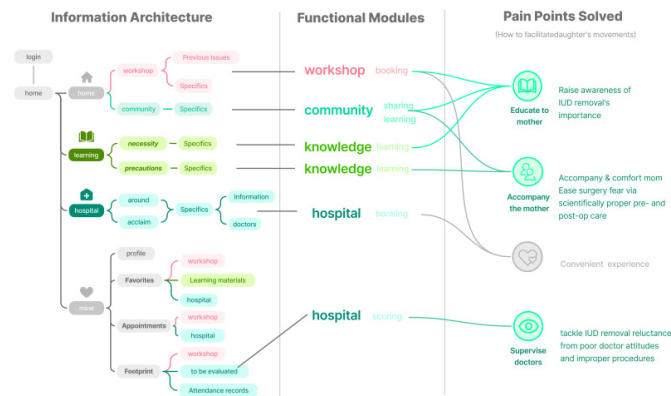 Information Architecture
Functional Modules
Pain Points Solved
(How to facilitatedaughter's movements)
login
home
home
workshop
Previous Issues
Specifics
community
Specifics
learning
necessity
Specifics
precautions
Specifics
hospital
around
acclaim
Specifics
Information
doctors
mine
profile
Favorites
workshop
Learning materials
hospital
Appointments
workshop
hospital
Footprint
workshop
to be evaluated
Attendance records
workshop booking
community sharing
learning
knowledge learning
knowledge learning
hospital booking
hospital scoring
Educate to
mother
Raise awareness of
IUD removal's
importance
Accompany
the mother
Accompany & comfort mom
Ease surgery fear via
scientifically proper pre- and
post-op care
Convenient experience
Supervise
doctors
tackle IUD removal reluctance
from poor doctor attitudes
and improper procedures